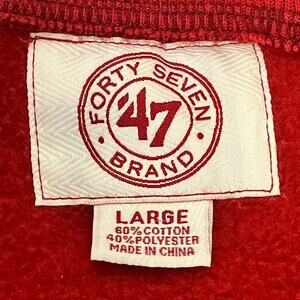 FORTY SEVEN
'47
BRAND
LARGE
60% COTTON
40% POLYESTER
MADE IN CHINA